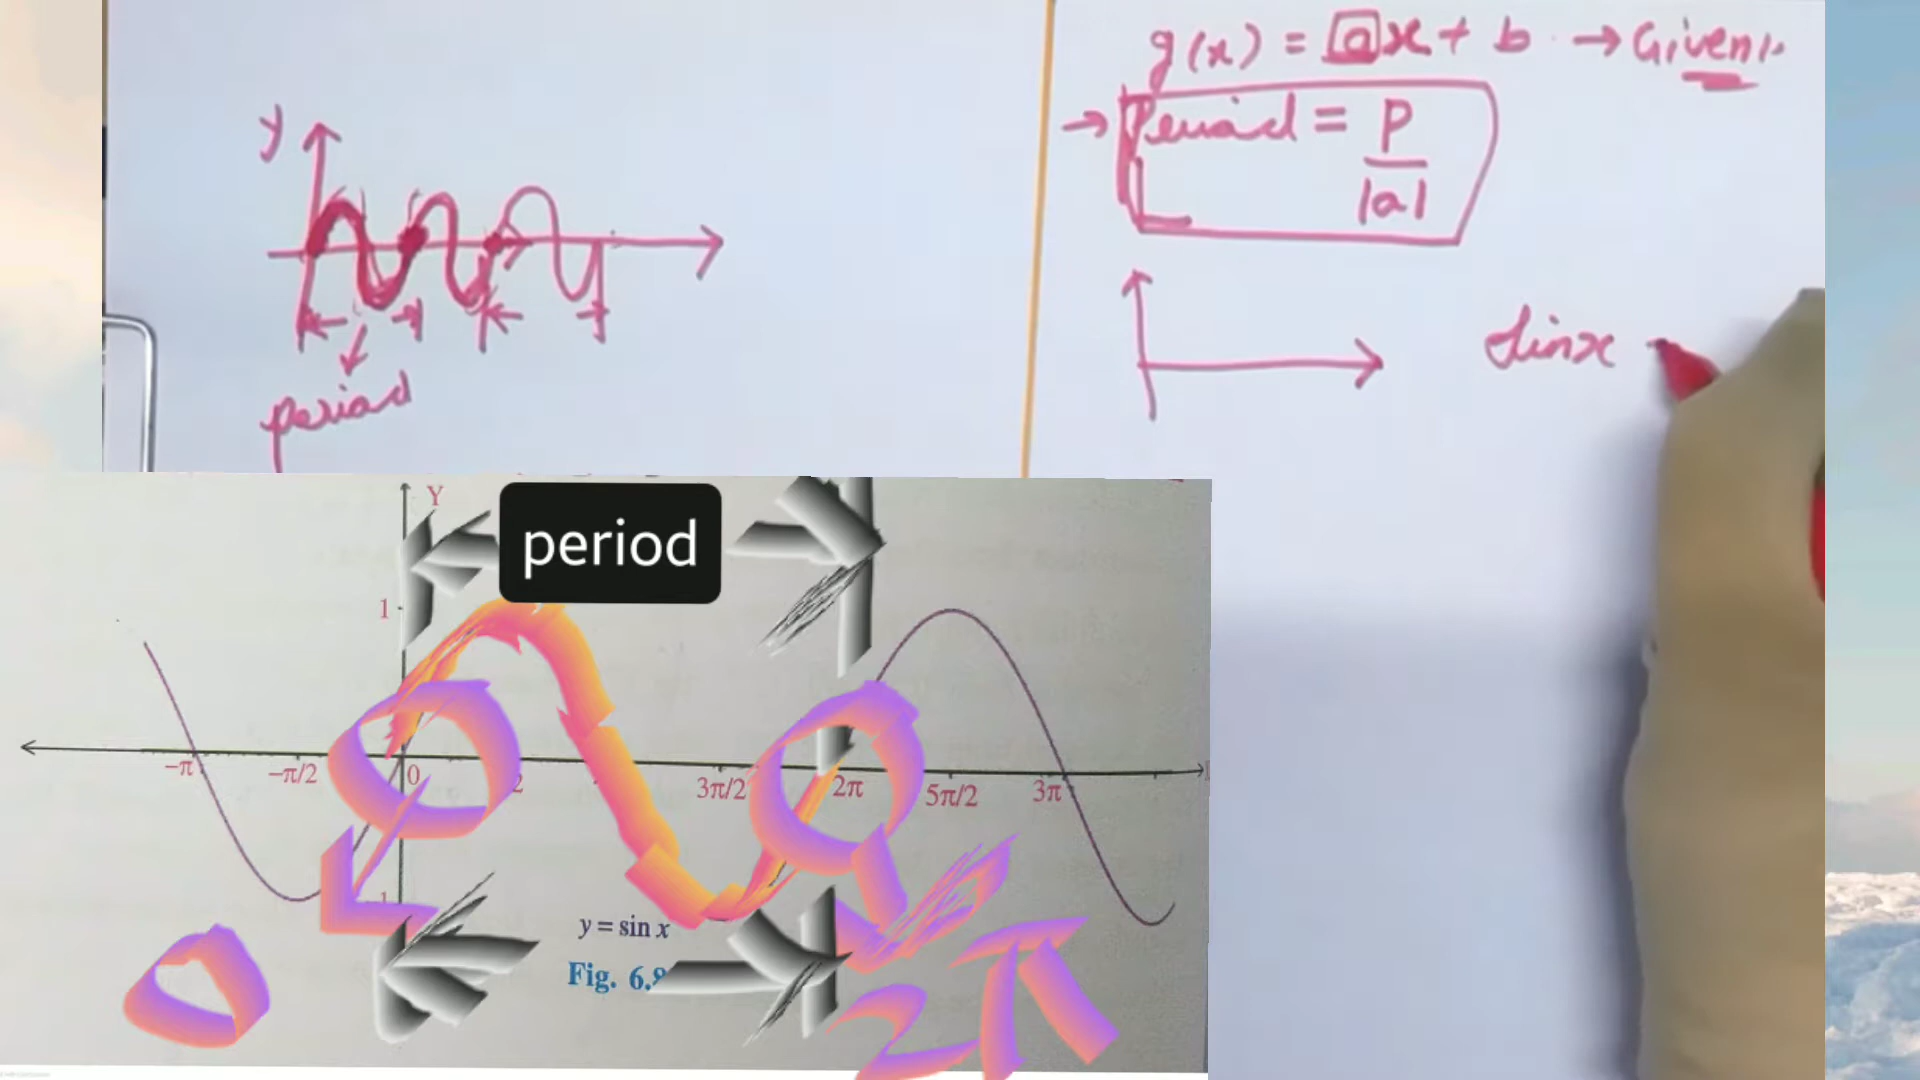 g(x) = ax + b → Given
→ Period = p
|a|
y
sinx
period
Y
period
1
-π
-π/2
0
2
3π/2
2π
5π/2
3π
y = sin x
Fig. 6.
0
2π